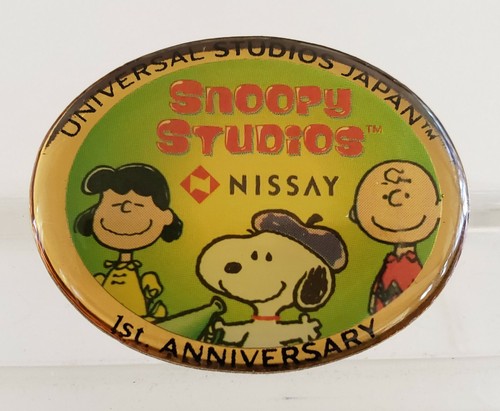 UNIVERSAL STUDIOS JAPAN™
SNOOPY
STUDIOS™
NISSAY
1st. ANNIVERSARY